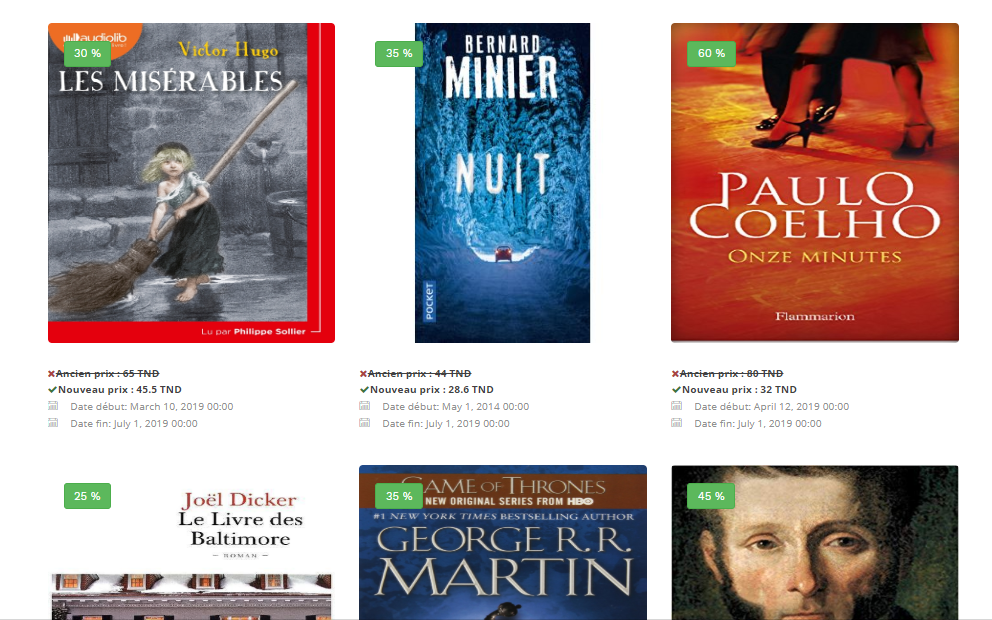 audiolib
30 %
Victor Hugo
LES MISÉRABLES
Lu par Philippe Sollier
35 %
BERNARD
MINIER
NUIT
POCKET
60 %
PAULO
COELHO
ONZE MINUTES
Flammarion
Ancien prix : 65 TND
Nouveau prix : 45.5 TND
Date début: March 10, 2019 00:00
Date fin: July 1, 2019 00:00
Ancien prix : 44 TND
Nouveau prix : 28.6 TND
Date début: May 1, 2014 00:00
Date fin: July 1, 2019 00:00
Ancien prix : 80 TND
Nouveau prix : 32 TND
Date début: April 12, 2019 00:00
Date fin: July 1, 2019 00:00
25 %
Joël Dicker
Le Livre des
Baltimore
– ROMAN –
35 %
GAME OF THRONES
NEW ORIGINAL SERIES FROM HBO
#1 NEW YORK TIMES BESTSELLING AUTHOR
GEORGE R.R.
MARTIN
45 %